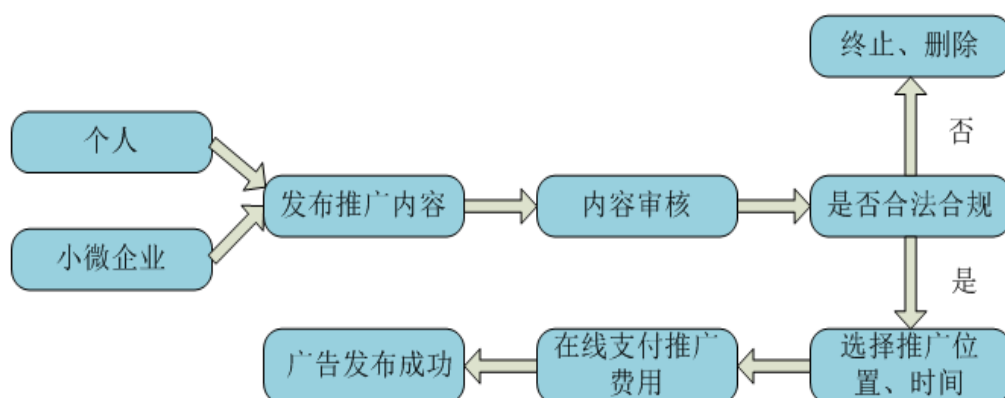 终止、删除
否
个人
发布推广内容
内容审核
是否合法合规
小微企业
是
选择推广位
置、时间
在线支付推广
费用
广告发布成功